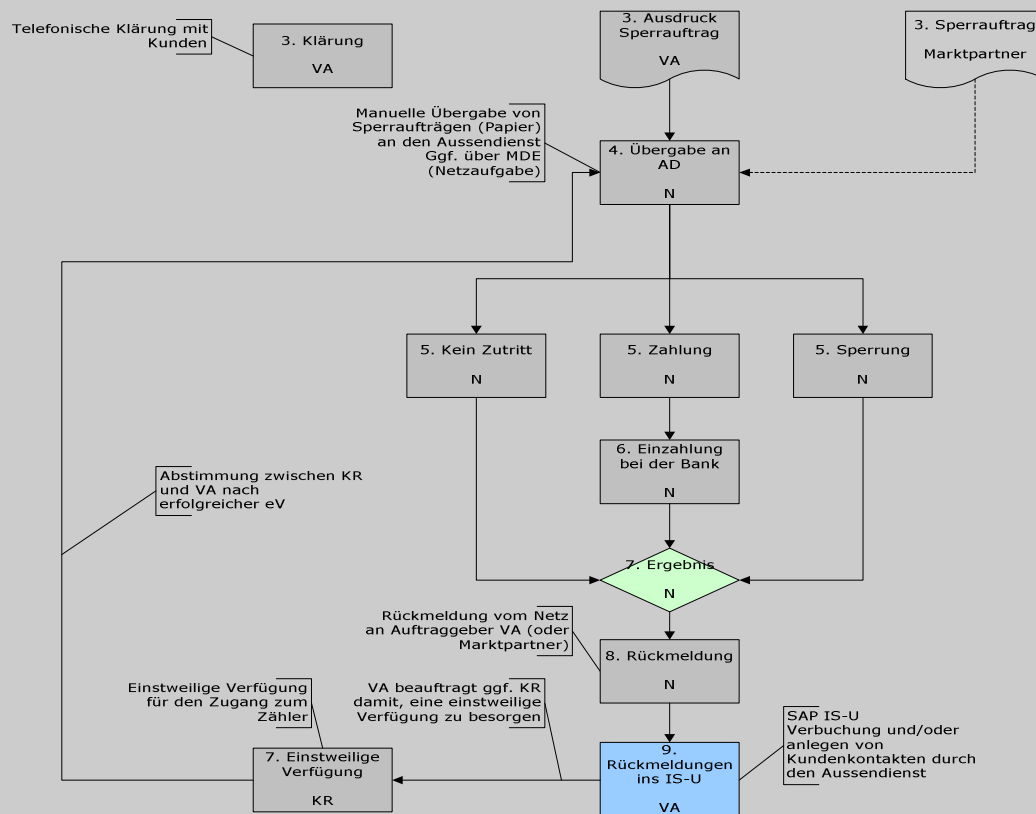 Telefonische Klärung mit
Kunden
3. Klärung
VA
3. Ausdruck
Sperrauftrag
VA
3. Sperrauftrag
Marktpartner
Manuelle Übergabe von
Sperraufträgen (Papier)
an den Aussendienst
Ggf. über MDE
(Netzaufgabe)
4. Übergabe an
AD
N
5. Kein Zutritt
N
5. Zahlung
N
5. Sperrung
N
6. Einzahlung
bei der Bank
N
Abstimmung zwischen KR
und VA nach
erfolgreicher eV
7. Ergebnis
N
Rückmeldung vom Netz
an Auftraggeber VA (oder
Marktpartner)
8. Rückmeldung
N
Einstweilige Verfügung
für den Zugang zum
Zähler
VA beauftragt ggf. KR
damit, eine einstweilige
Verfügung zu besorgen
7. Einstweilige
Verfügung
KR
9.
Rückmeldungen
ins IS-U
VA
SAP IS-U
Verbuchung und/oder
anlegen von
Kundenkontakten durch
den Aussendienst